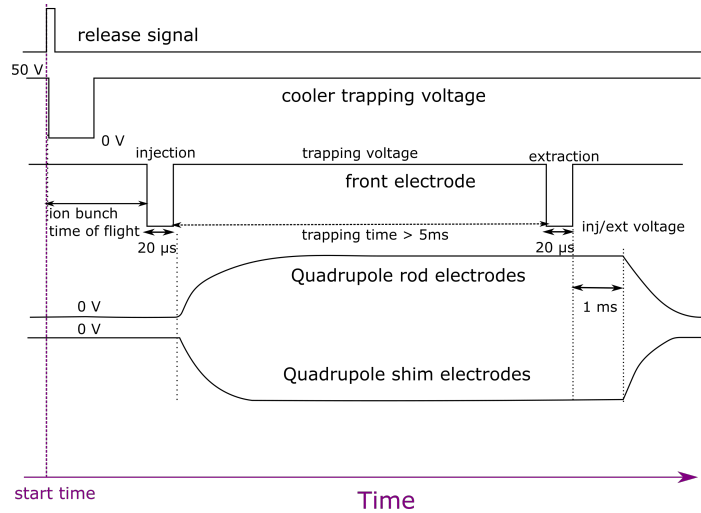 release signal
50 V
cooler trapping voltage
0 V
injection
trapping voltage
extraction
front electrode
ion bunch
time of flight
inj/ext voltage
trapping time > 5ms
20 µs
20 µs
Quadrupole rod electrodes
0 V
1 ms
0 V
Quadrupole shim electrodes
start time
Time